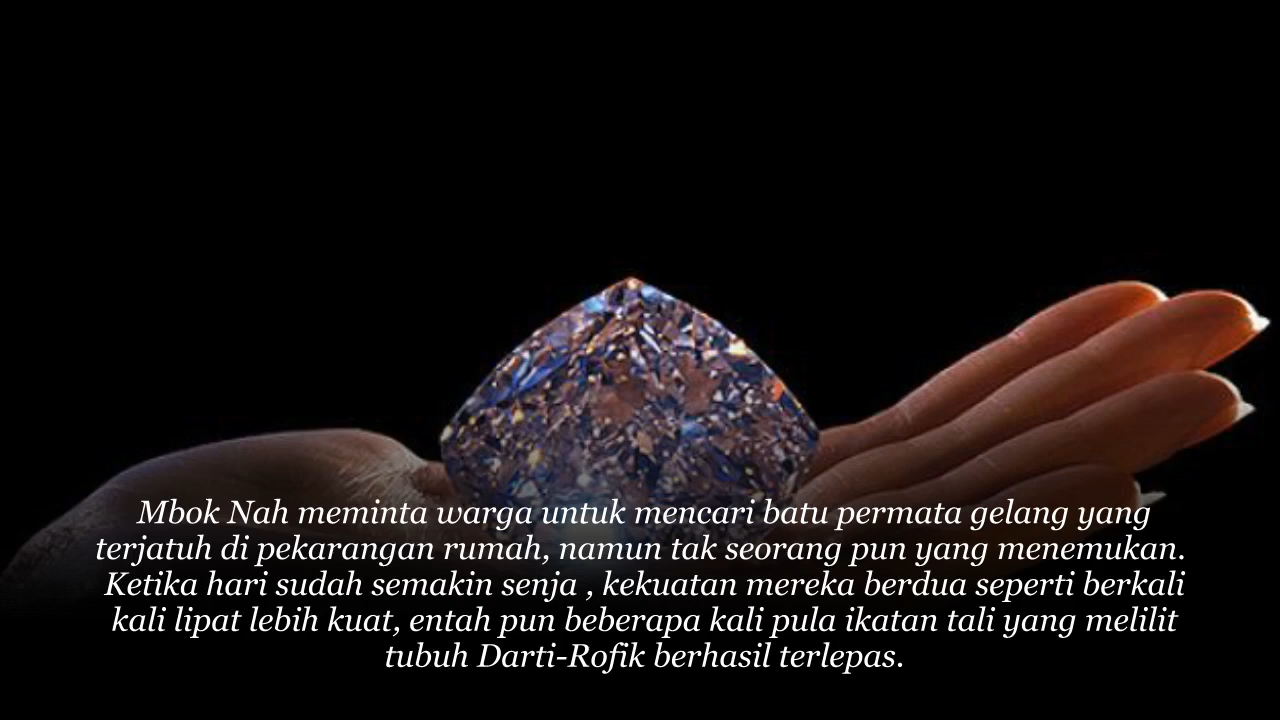 Mbok Nah meminta warga untuk mencari batu permata gelang yang
terjatuh di pekarangan rumah, namun tak seorang pun yang menemukan.
Ketika hari sudah semakin senja , kekuatan mereka berdua seperti berkali
kali lipat lebih kuat, entah pun beberapa kali pula ikatan tali yang melilit
tubuh Darti-Rofik berhasil terlepas.